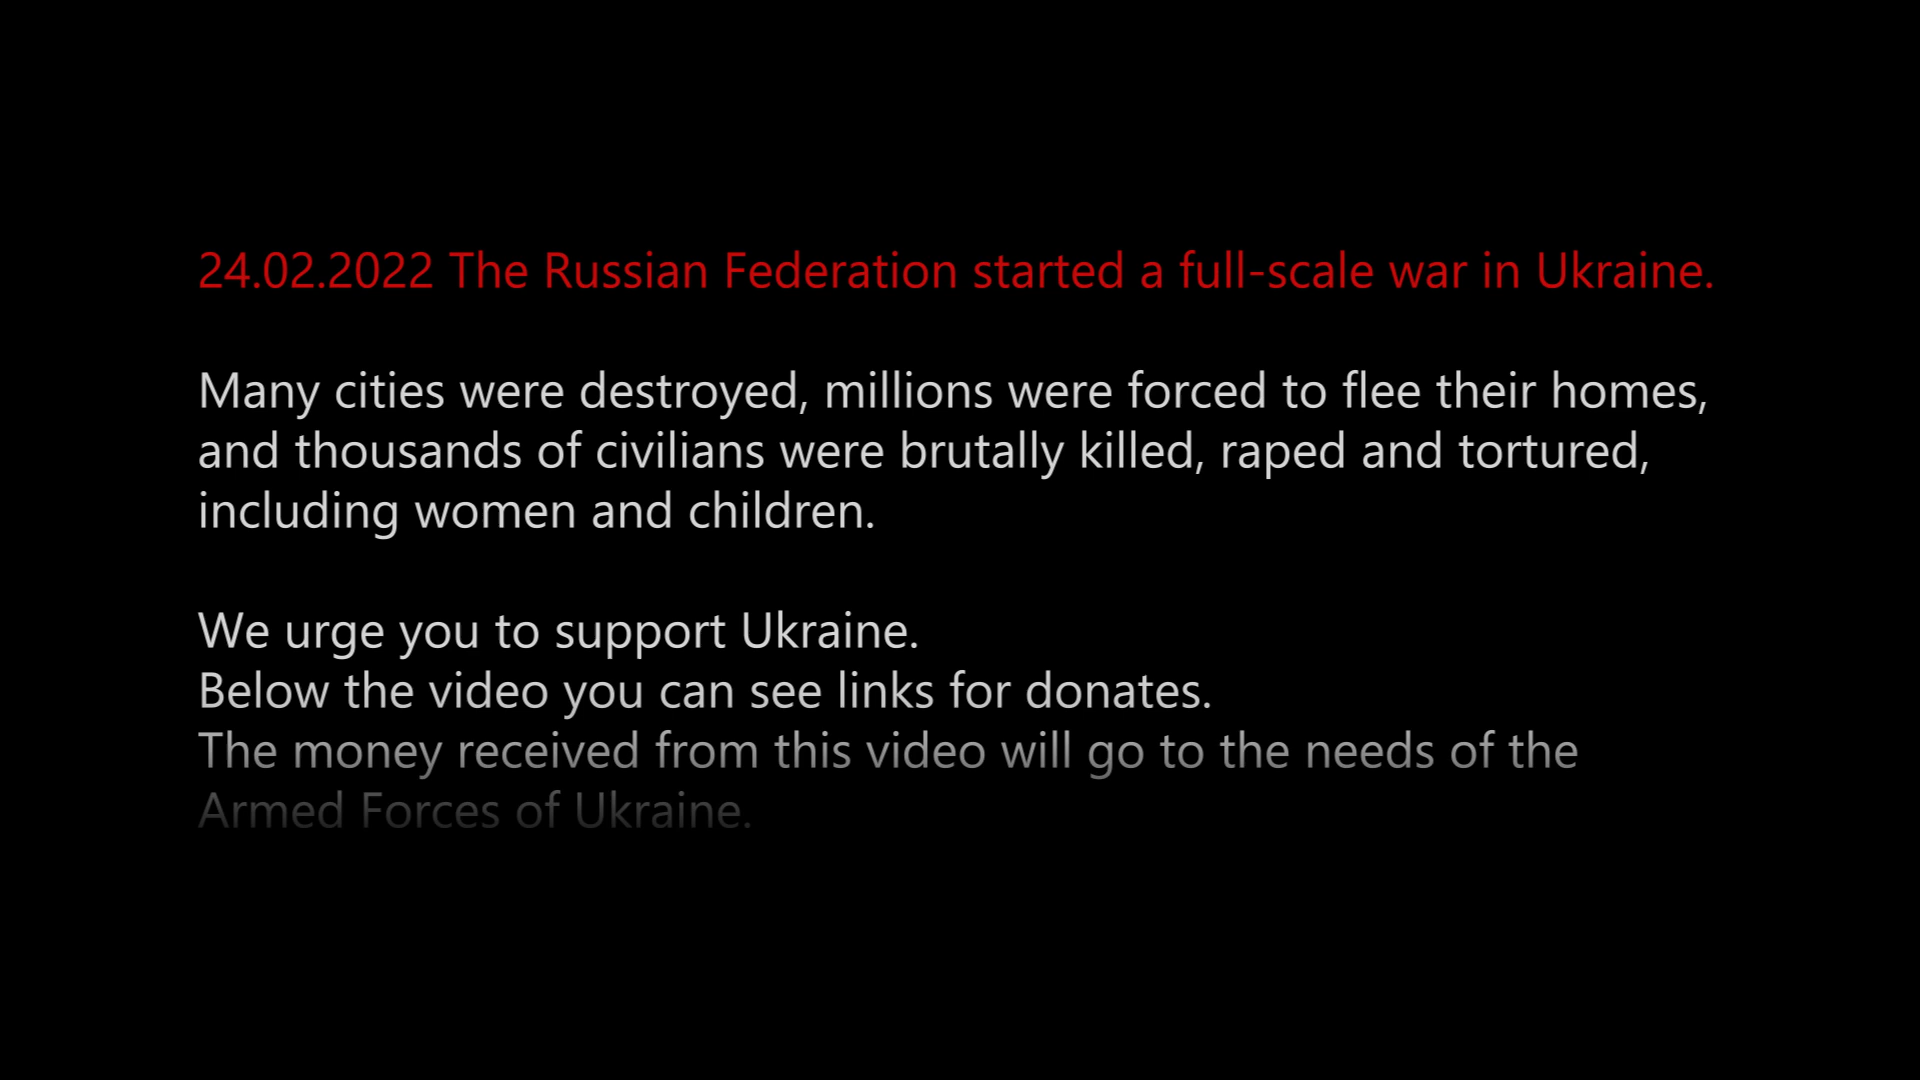 24.02.2022 The Russian Federation started a full-scale war in Ukraine.
Many cities were destroyed, millions were forced to flee their homes,
and thousands of civilians were brutally killed, raped and tortured,
including women and children.
We urge you to support Ukraine.
Below the video you can see links for donates.
The money received from this video will go to the needs of the
Armed Forces of Ukraine.